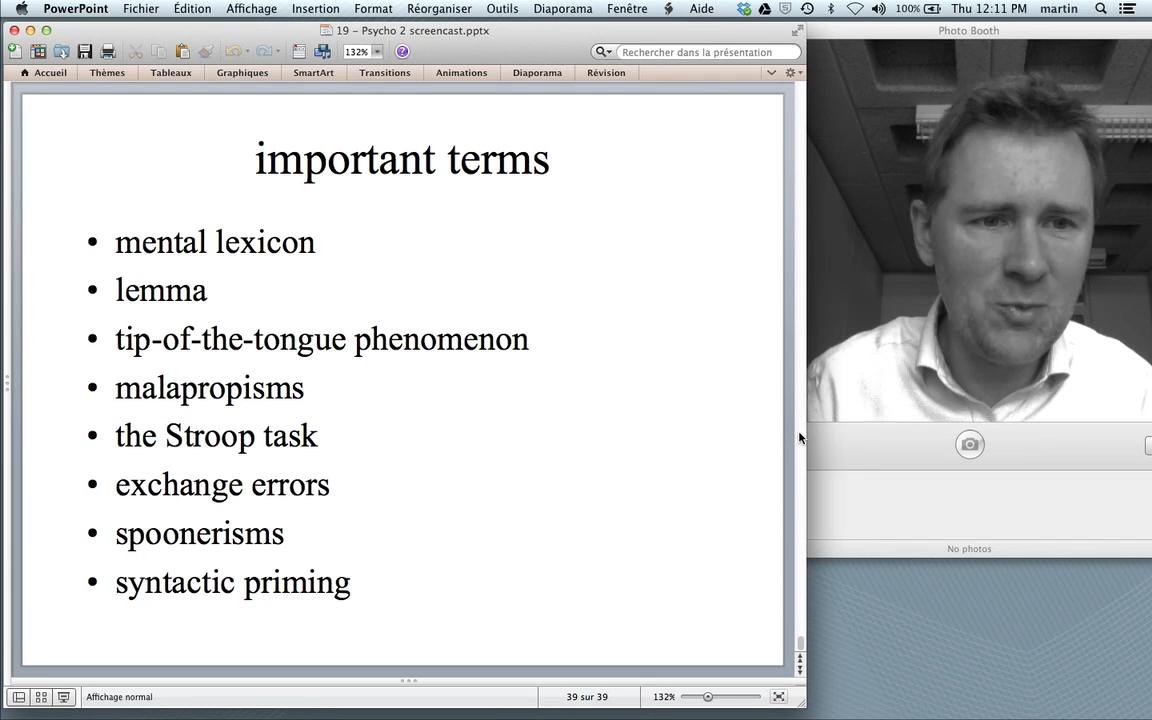 PowerPoint Fichier Édition Affichage Insertion Format Réorganiser Outils Diaporama Fenêtre Aide 100% Thu 12:11 PM martin
19 – Psycho 2 screencast.pptx
Photo Booth
132%
Rechercher dans la présentation
Accueil Thèmes Tableaux Graphiques SmartArt Transitions Animations Diaporama Révision
important terms
• mental lexicon
• lemma
• tip-of-the-tongue phenomenon
• malapropisms
• the Stroop task
• exchange errors
• spoonerisms
• syntactic priming
No photos
Affichage normal 39 sur 39 132%